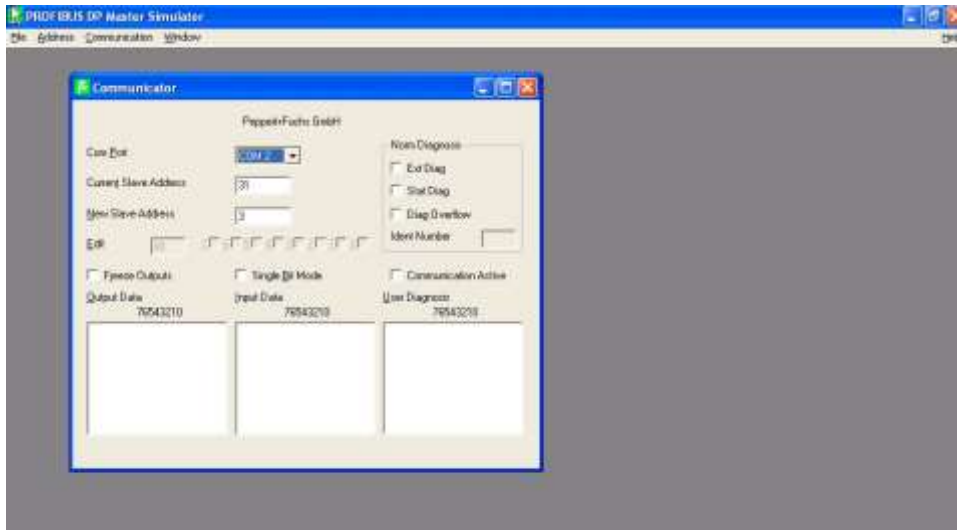 PROFIBUS DP Master Simulator
File Address Communication Window
Communicator
Pepperl+Fuchs GmbH
Com Port
COM 2
Norm Diagnosis
Ext Diag
Current Slave Address
31
Stat Diag
New Slave Address
3
Diag Overflow
Edit
Ident Number
Freeze Outputs
Single Bit Mode
Communication Active
Output Data
Input Data
User Diagnosis
76543210
76543210
76543210